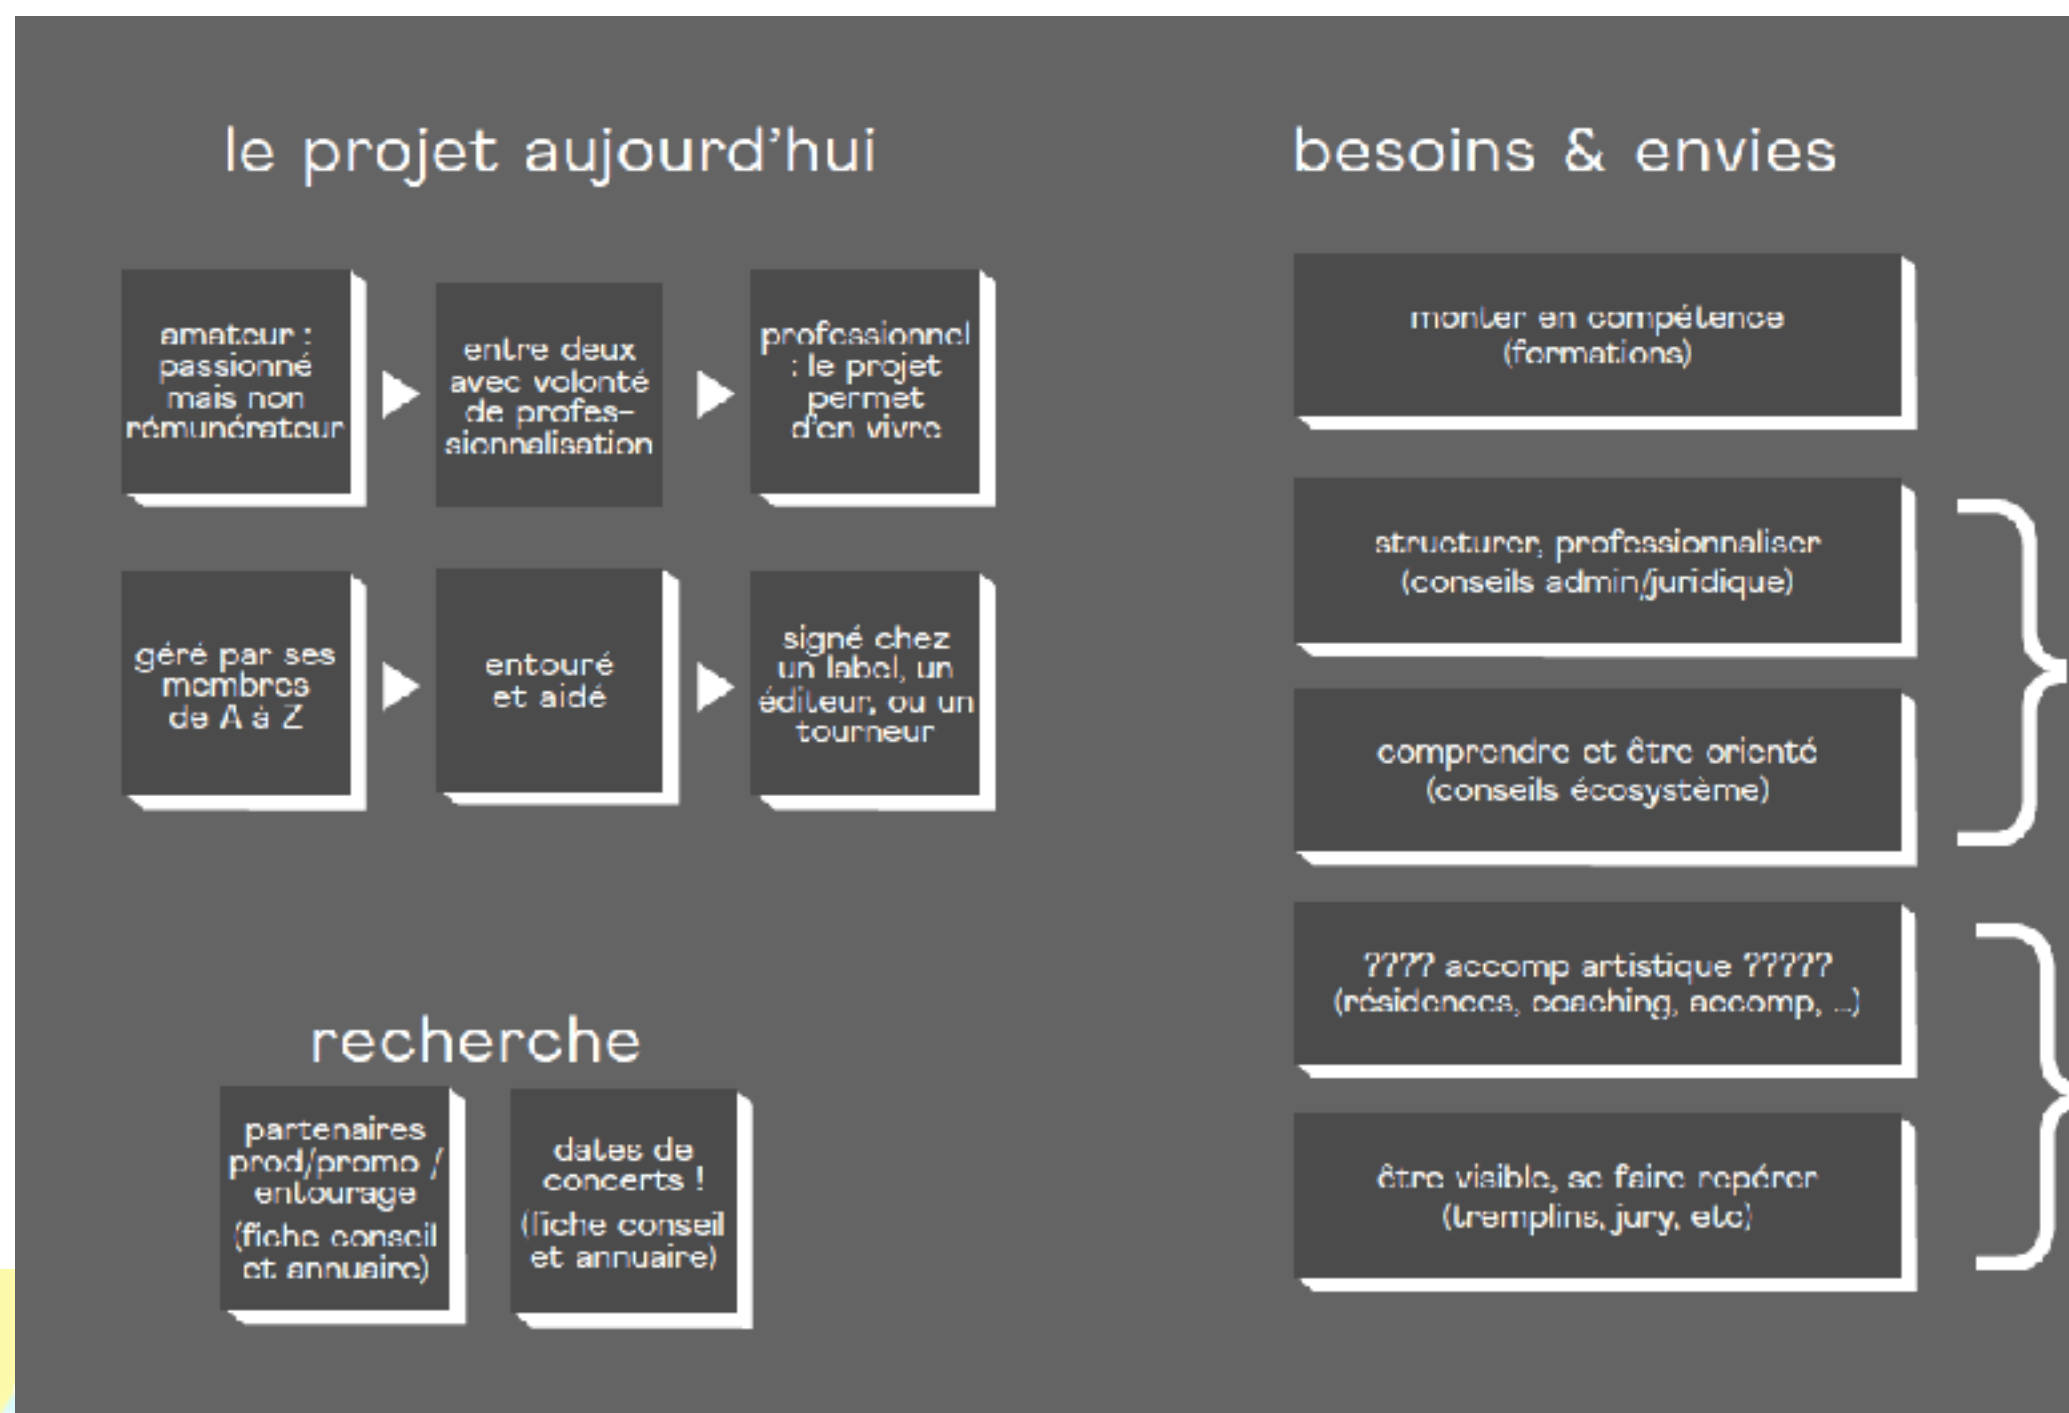 le projet aujourd'hui
amateur :
passionné
mais non
rémunérateur
entre deux
avec volonté
de profes-
sionnalisation
professionnel
: le projet
permet
d'en vivre
géré par ses
membres
de A à Z
entouré
et aidé
signé chez
un label, un
éditeur, ou un
tourneur
recherche
partenaires
prod/promo /
entourage
(fiche conseil
et annuaire)
dates de
concerts !
(fiche conseil
et annuaire)
besoins & envies
monter en compétence
(formations)
structurer, professionnaliser
(conseils admin/juridique)
comprendre et être orienté
(conseils écosystème)
???? accomp artistique ?????
(résidences, coaching, accomp, ...)
être visible, se faire repérer
(tremplins, jury, etc)